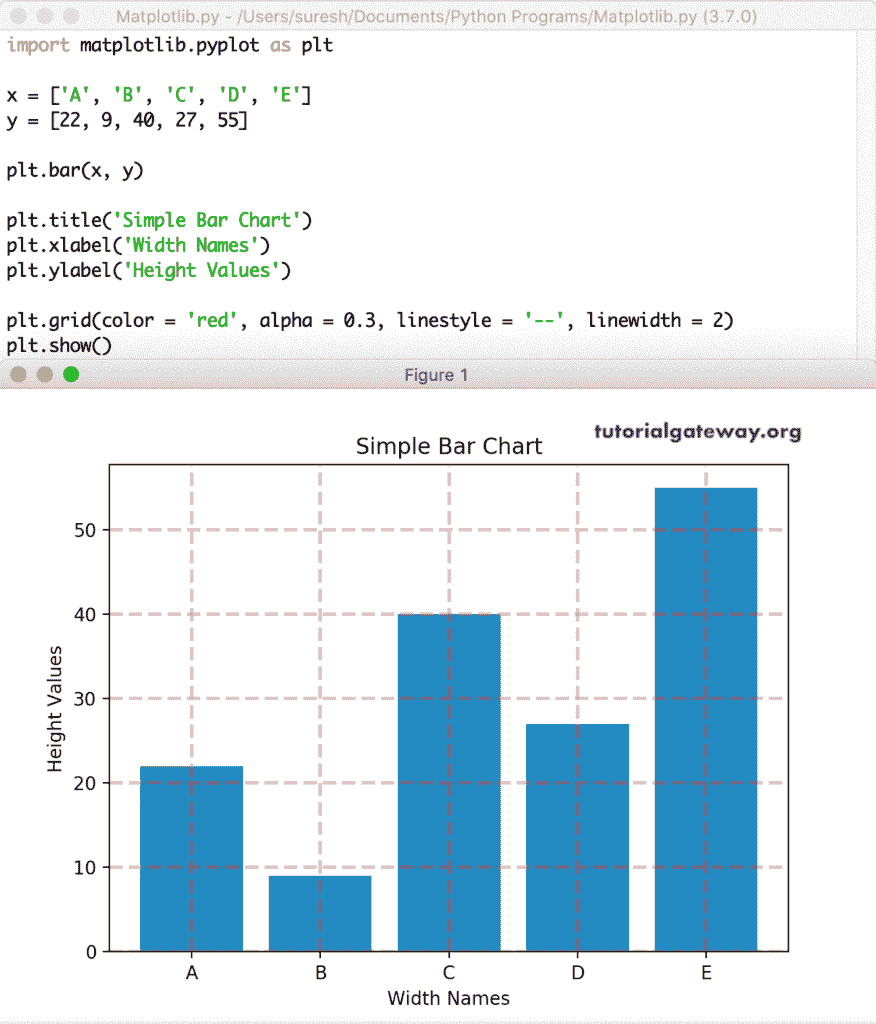 Matplotlib.py - /Users/suresh/Documents/Python Programs/Matplotlib.py (3.7.0)
import matplotlib.pyplot as plt
x = ['A', 'B', 'C', 'D', 'E']
y = [22, 9, 40, 27, 55]
plt.bar(x, y)
plt.title('Simple Bar Chart')
plt.xlabel('Width Names')
plt.ylabel('Height Values')
plt.grid(color = 'red', alpha = 0.3, linestyle = '--', linewidth = 2)
plt.show()
Figure 1
tutorialgateway.org
Simple Bar Chart
Height Values
50
40
30
20
10
0
A B C D E
Width Names